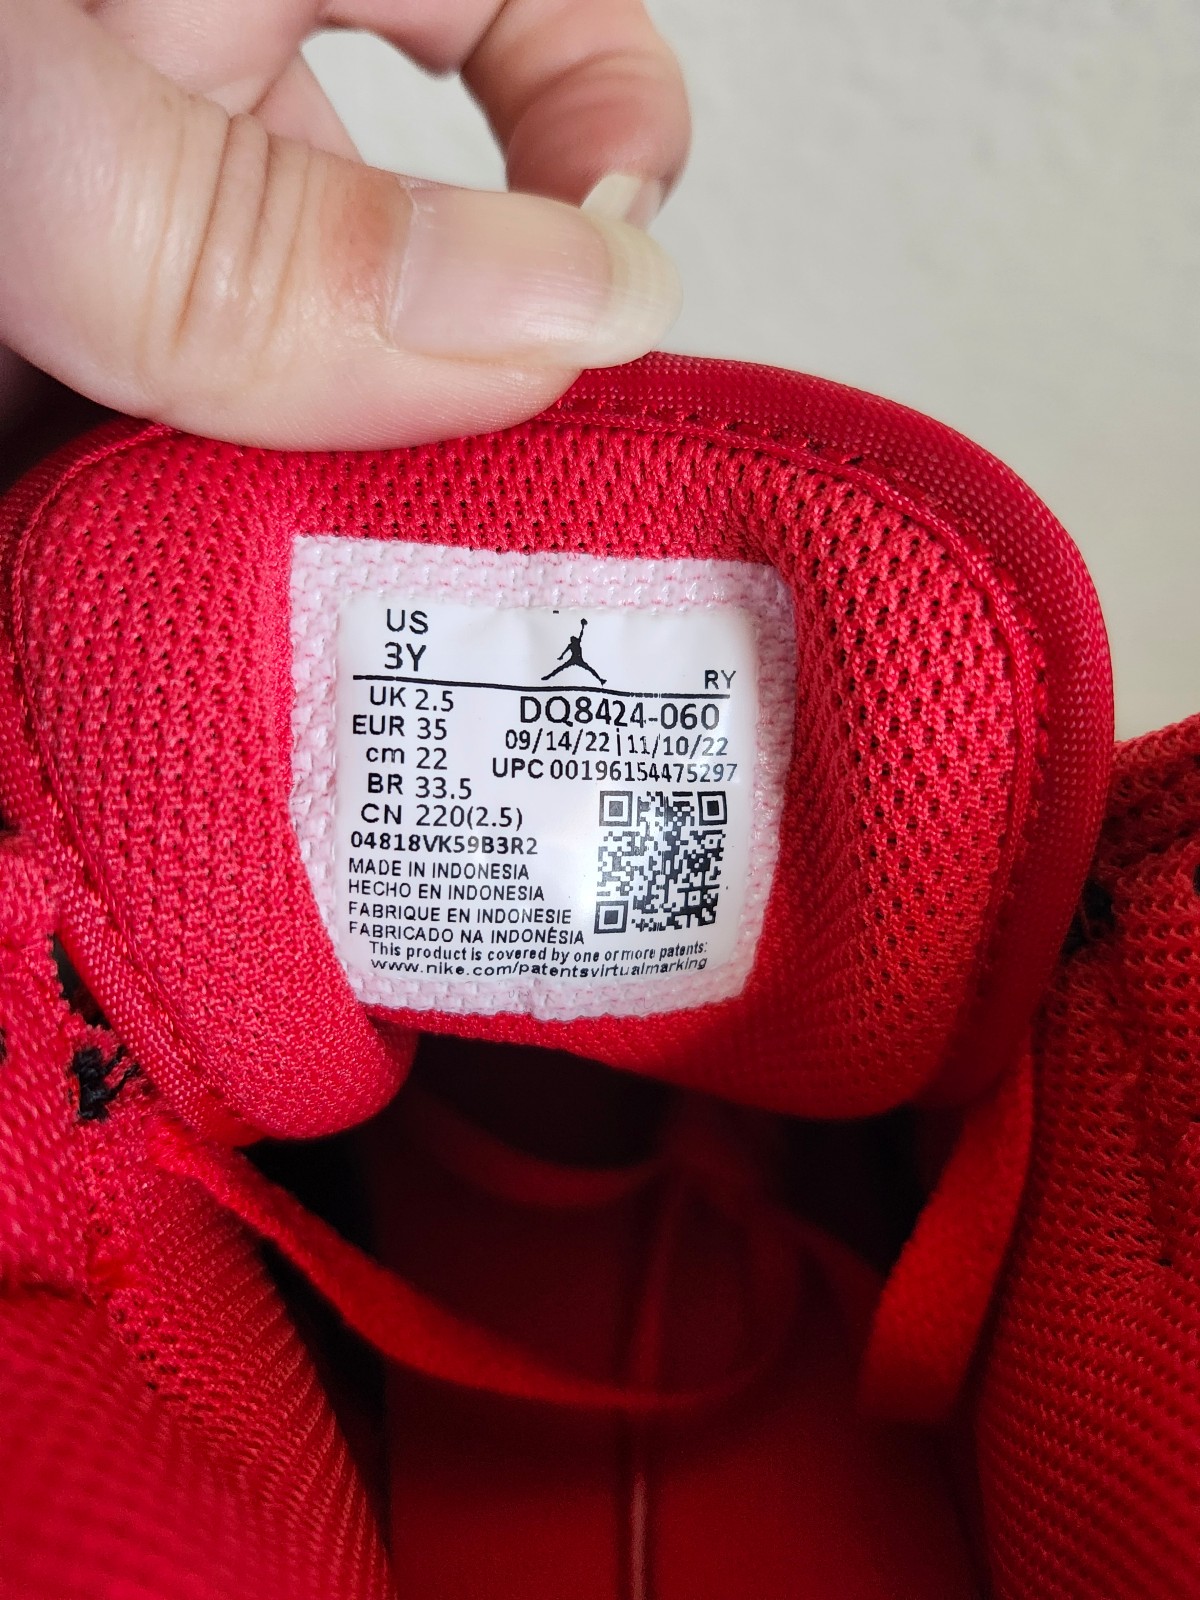 US
3Y
RY
UK 2.5
EUR 35
cm 22
BR 33.5
CN 220(2.5)
DQ8424-060
09/14/22|11/10/22
UPC 00196154475297
04818VK59B3R2
MADE IN INDONESIA
HECHO EN INDONESIA
FABRIQUE EN INDONESIE
FABRICADO NA INDONÉSIA
This product is covered by one or more patents:
www.nike.com/patentsvirtualmarking